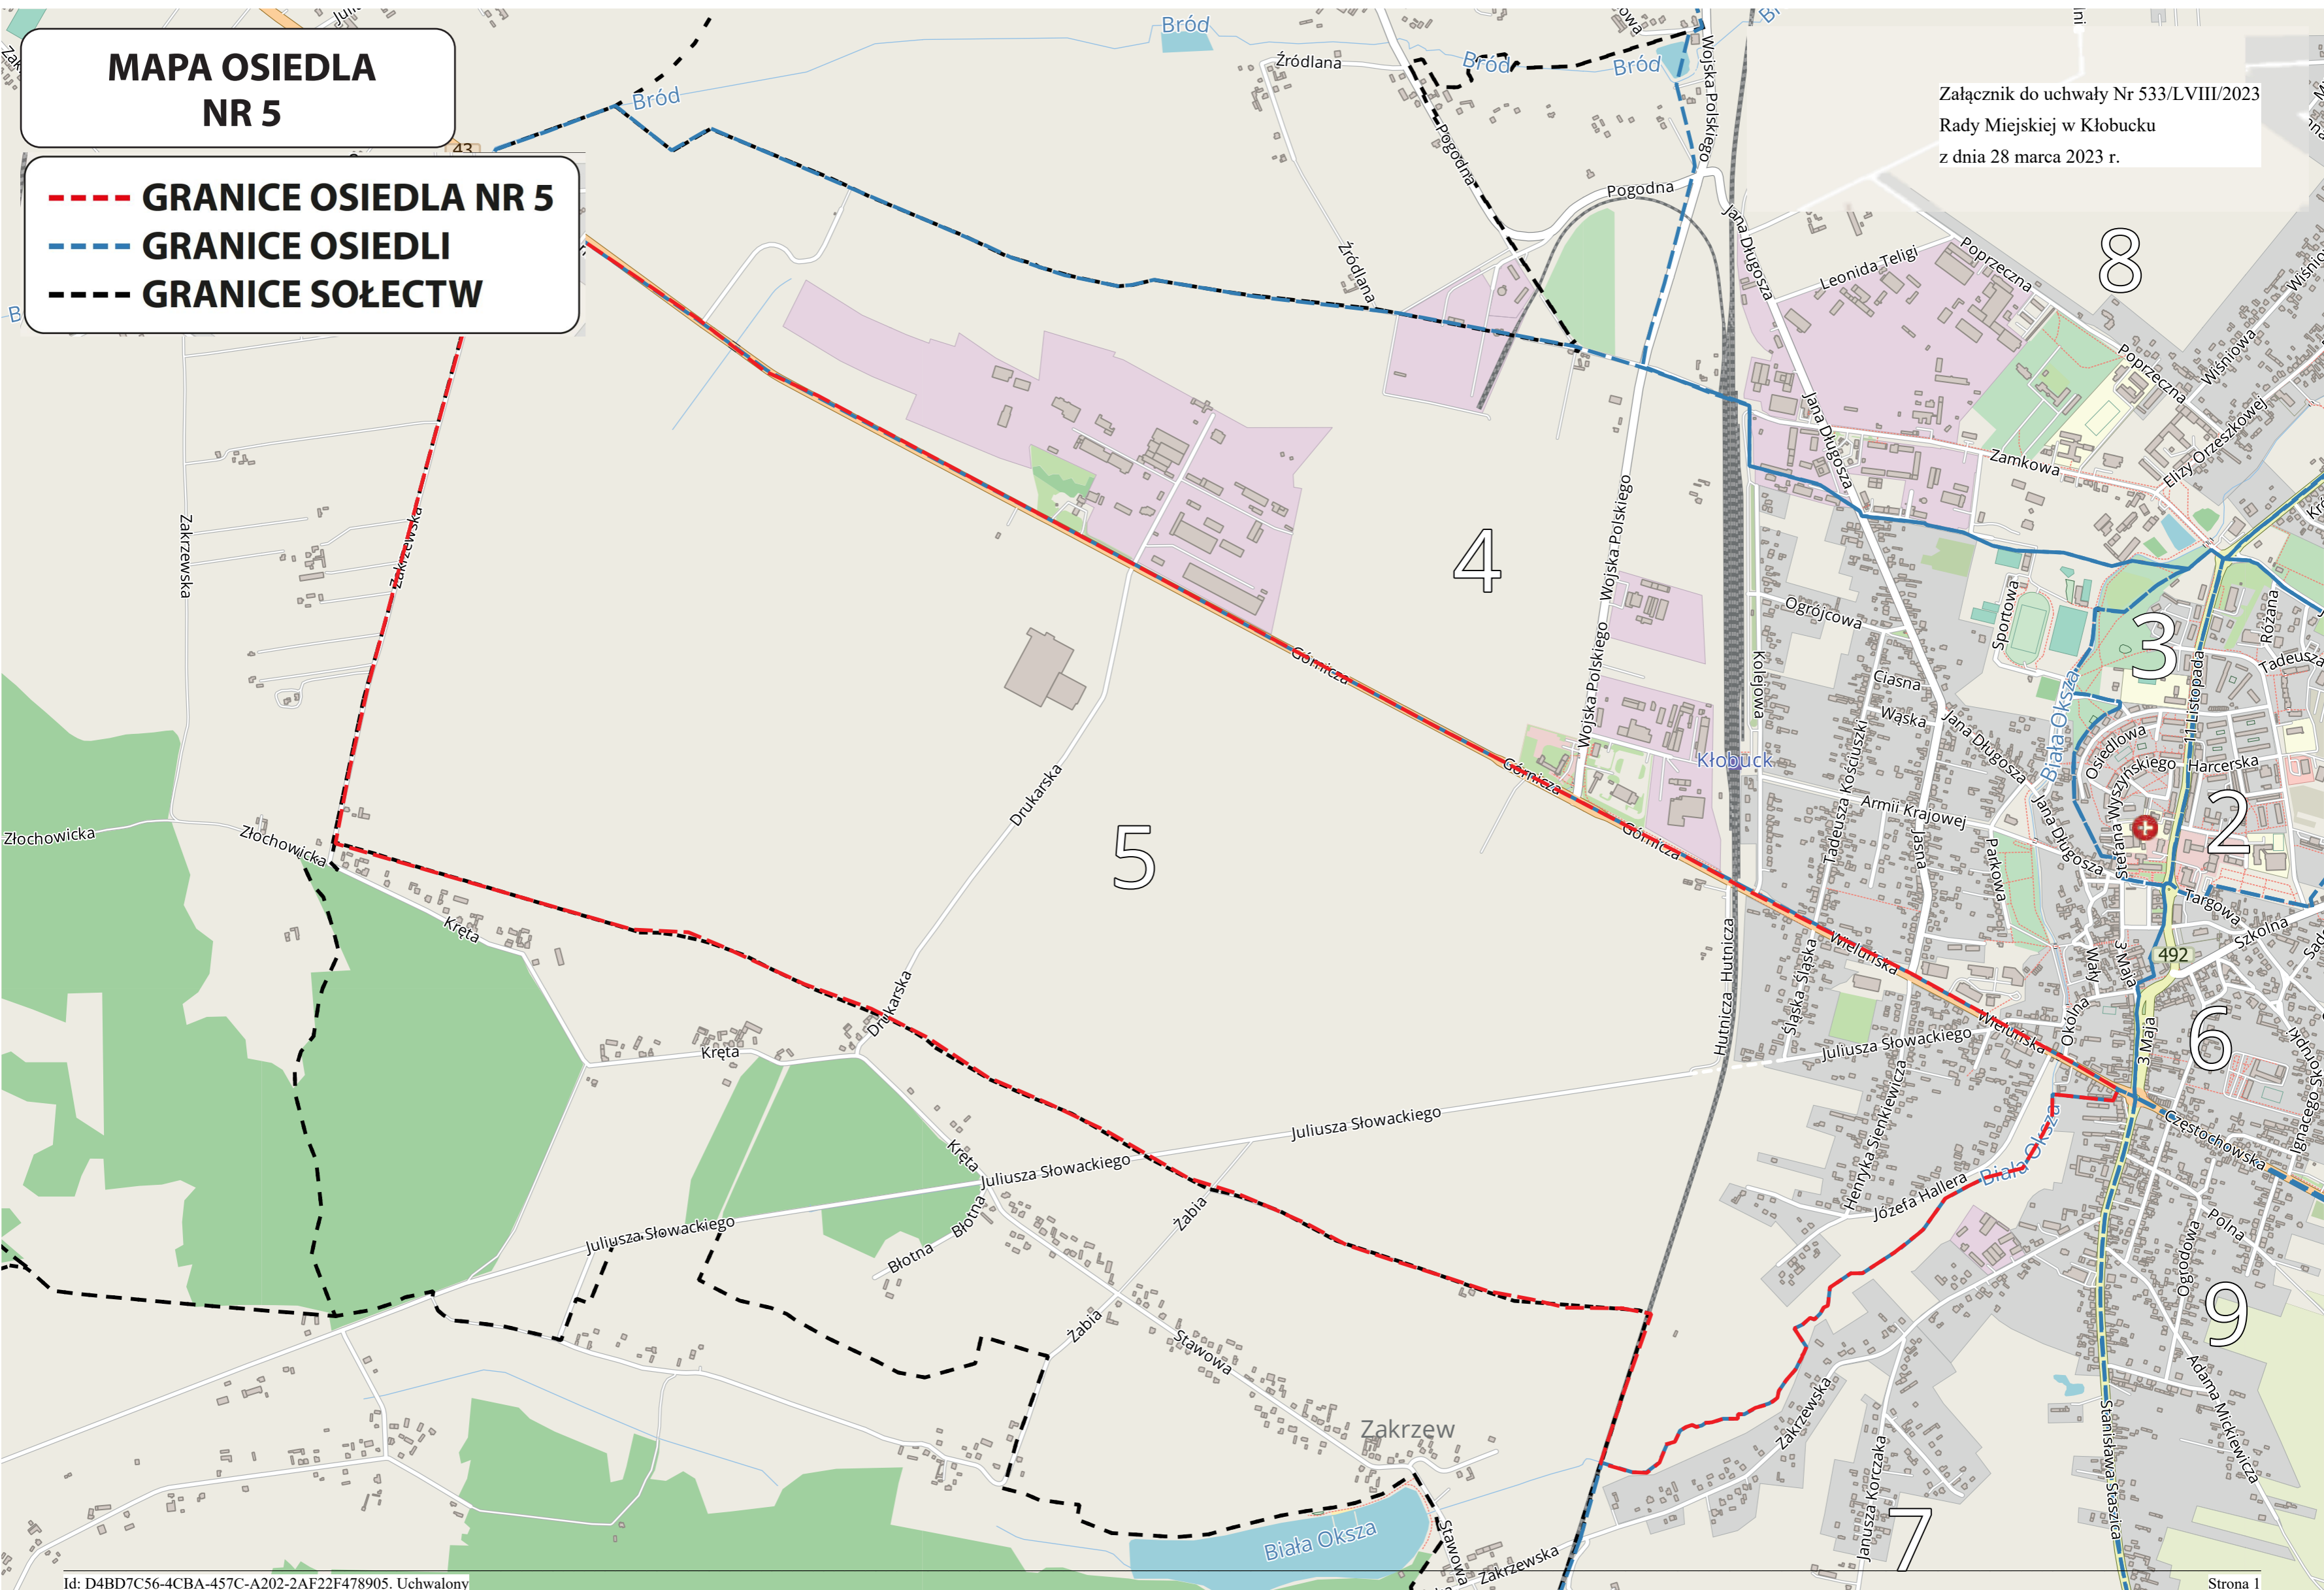 MAPA OSIEDLA
NR 5
GRANICE OSIEDLA NR 5
GRANICE OSIEDLI
GRANICE SOŁECTW
Załącznik do uchwały Nr 533/LVIII/2023
Rady Miejskiej w Kłobucku
z dnia 28 marca 2023 r.
43
Bród
Bród
Bród
Bród
Źródlana
Źródlana
Pogodna
Pogodna
Wojska Polskiego
Wojska Polskiego
Wojska Polskiego
Jana Długosza
Jana Długosza
Jana Długosza
Jana Długosza
Leonida Teligi
Poprzeczna
Poprzeczna
8
Wiśniowa
Elizy Orzeszkowej
Zamkowa
Zakrzewska
Zakrzewska
4
Ogrójcowa
Sportowa
3
Różana
Tadeusza
Górnicza
Górnicza
Górnicza
Kolejowa
Kłobuck
Ciasna
Wąska
Tadeusza Kościuszki
Armii Krajowej
Jasna
Parkowa
Biała Oksza
Osiedlowa
Stefana Wyszyńskiego
11 Listopada
Harcerska
2
Targowa
Szkolna
492
Wały
3 Maja
3 Maja
Okólna
6
Złochowicka
Złochowicka
Kręta
Kręta
Kręta
Drukarska
Drukarska
5
Hutnicza
Hutnicza
Śląska
Śląska
Wieluńska
Wieluńska
Juliusza Słowackiego
Juliusza Słowackiego
Juliusza Słowackiego
Juliusza Słowackiego
Henryka Sienkiewicza
Józefa Hallera
Biała Oksza
Częstochowska
Ignacego Skorupki
Polna
Ogrodowa
9
Adama Mickiewicza
Stanisława Staszica
Błotna
Błotna
Żabia
Żabia
Stawowa
Stawowa
Zakrzew
Biała Oksza
Zakrzewska
Zakrzewska
Janusza Korczaka
7
Id: D4BD7C56-4CBA-457C-A202-2AF22F478905. Uchwalony
Strona 1